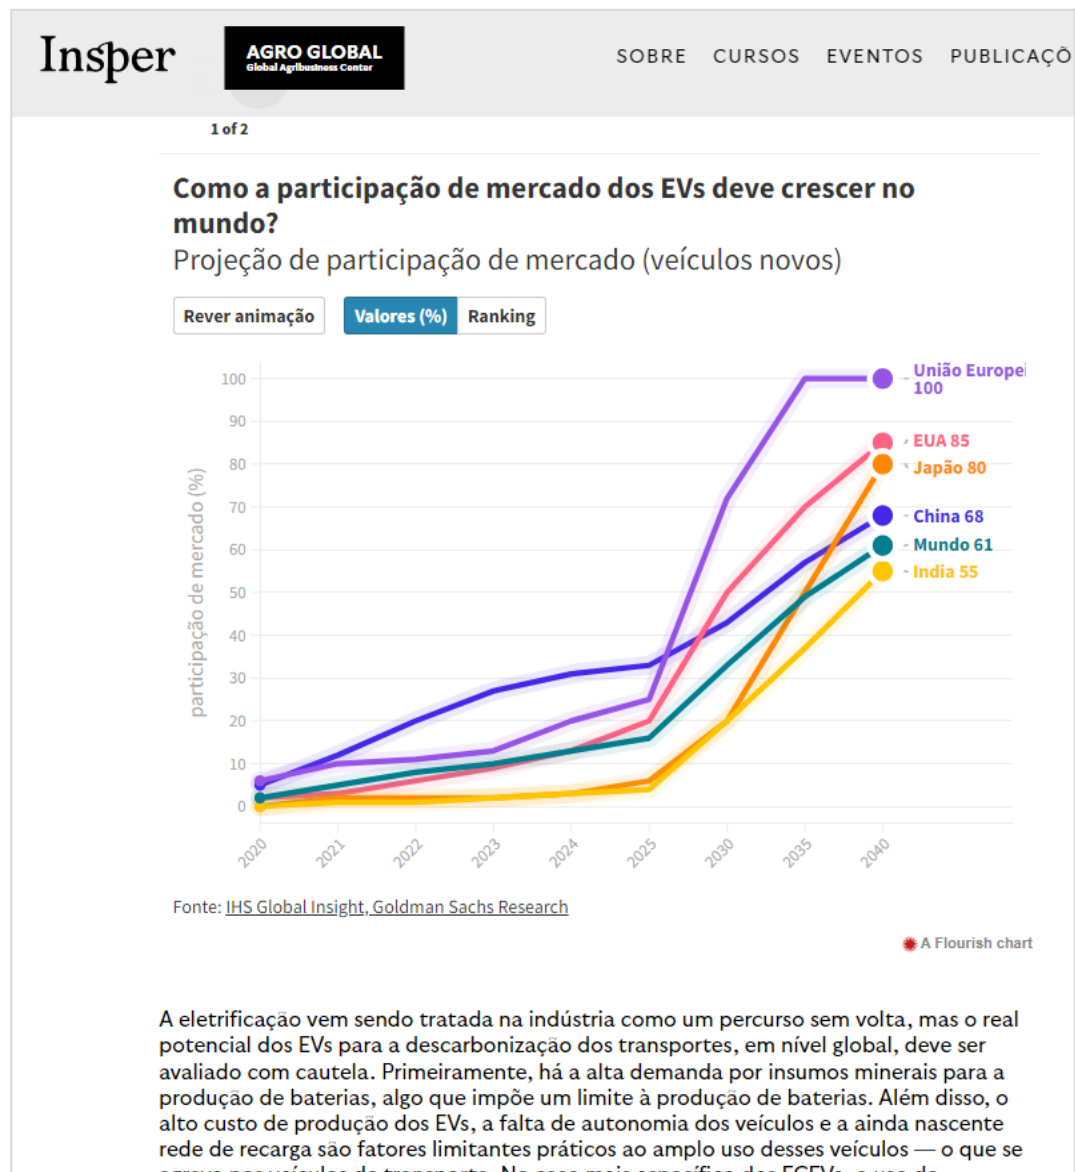 Insper
AGRO GLOBAL
Global Agribusiness Center
SOBRE CURSOS EVENTOS PUBLICAÇÕ
1 of 2
Como a participação de mercado dos EVs deve crescer no
mundo?
Projeção de participação de mercado (veículos novos)
Rever animação Valores (%) Ranking
participação de mercado (%)
100
90
80
70
60
50
40
30
20
10
0
União Europei
100
EUA 85
Japão 80
China 68
Mundo 61
India 55
2020 2021 2022 2023 2024 2025 2030 2035 2040
Fonte: IHS Global Insight, Goldman Sachs Research
A Flourish chart
A eletrificação vem sendo tratada na indústria como um percurso sem volta, mas o real
potencial dos EVs para a descarbonização dos transportes, em nível global, deve ser
avaliado com cautela. Primeiramente, há a alta demanda por insumos minerais para a
produção de baterias, algo que impõe um limite à produção de baterias. Além disso, o
alto custo de produção dos EVs, a falta de autonomia dos veículos e a ainda nascente
rede de recarga são fatores limitantes práticos ao amplo uso desses veículos — o que se